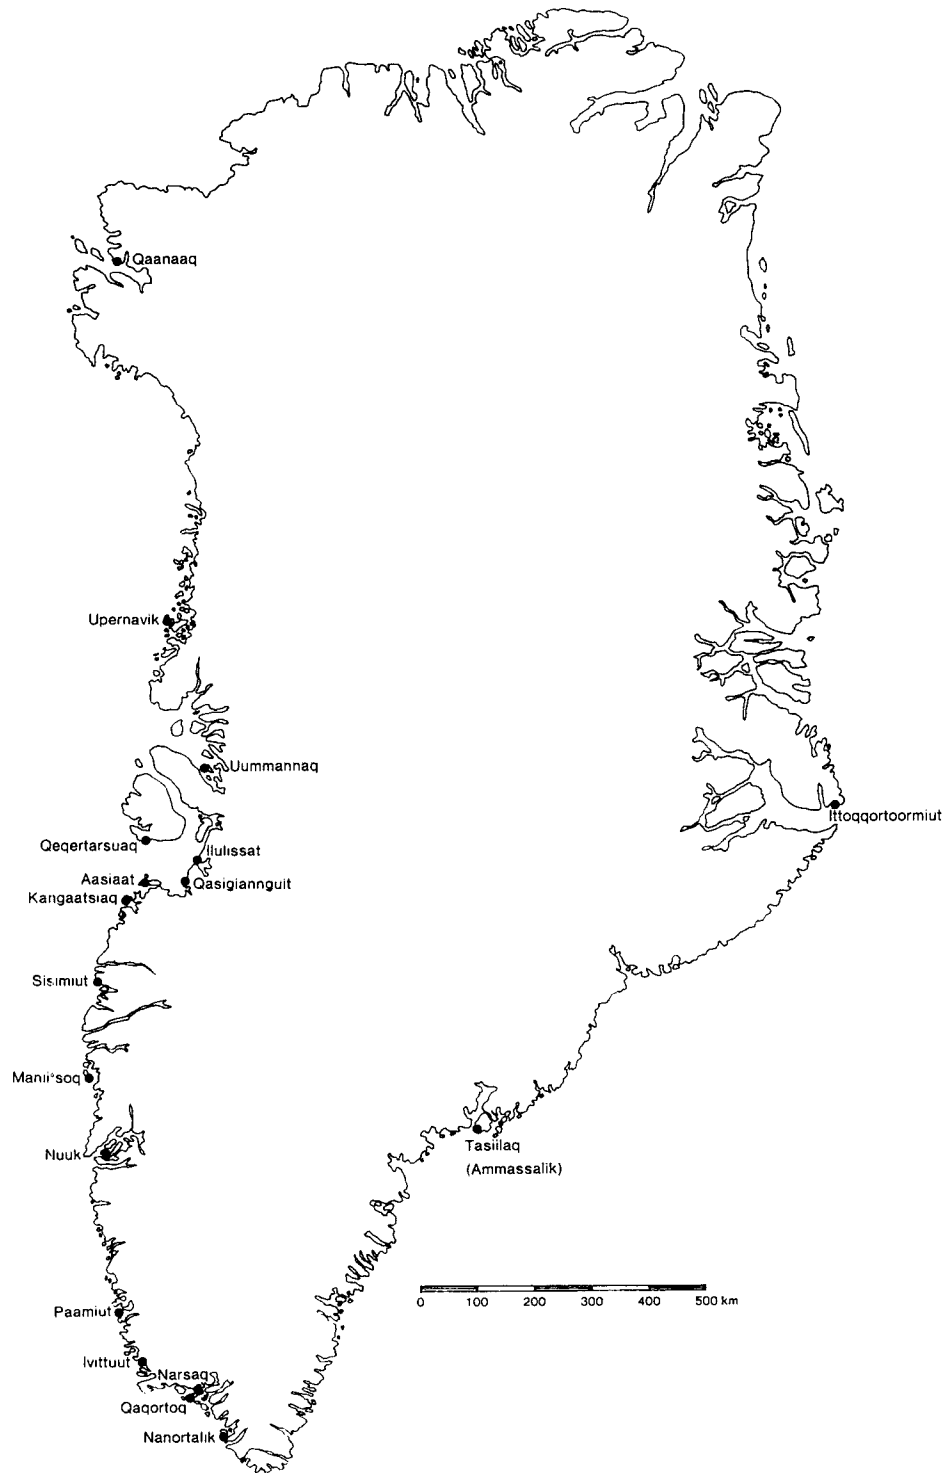 Qaanaaq
Upernavik
Uummannaq
Qeqertarsuaq
Ilulissat
Aasiaat
Qasigiannguit
Kangaatsiaq
Ittoqqortoormiut
Sisimiut
Nuuk
Tasiilaq
(Ammassalik)
0 100 200 300 400 500 km
Paamiut
Ivittuut
Narsaq
Qaqortoq
Nanortalik